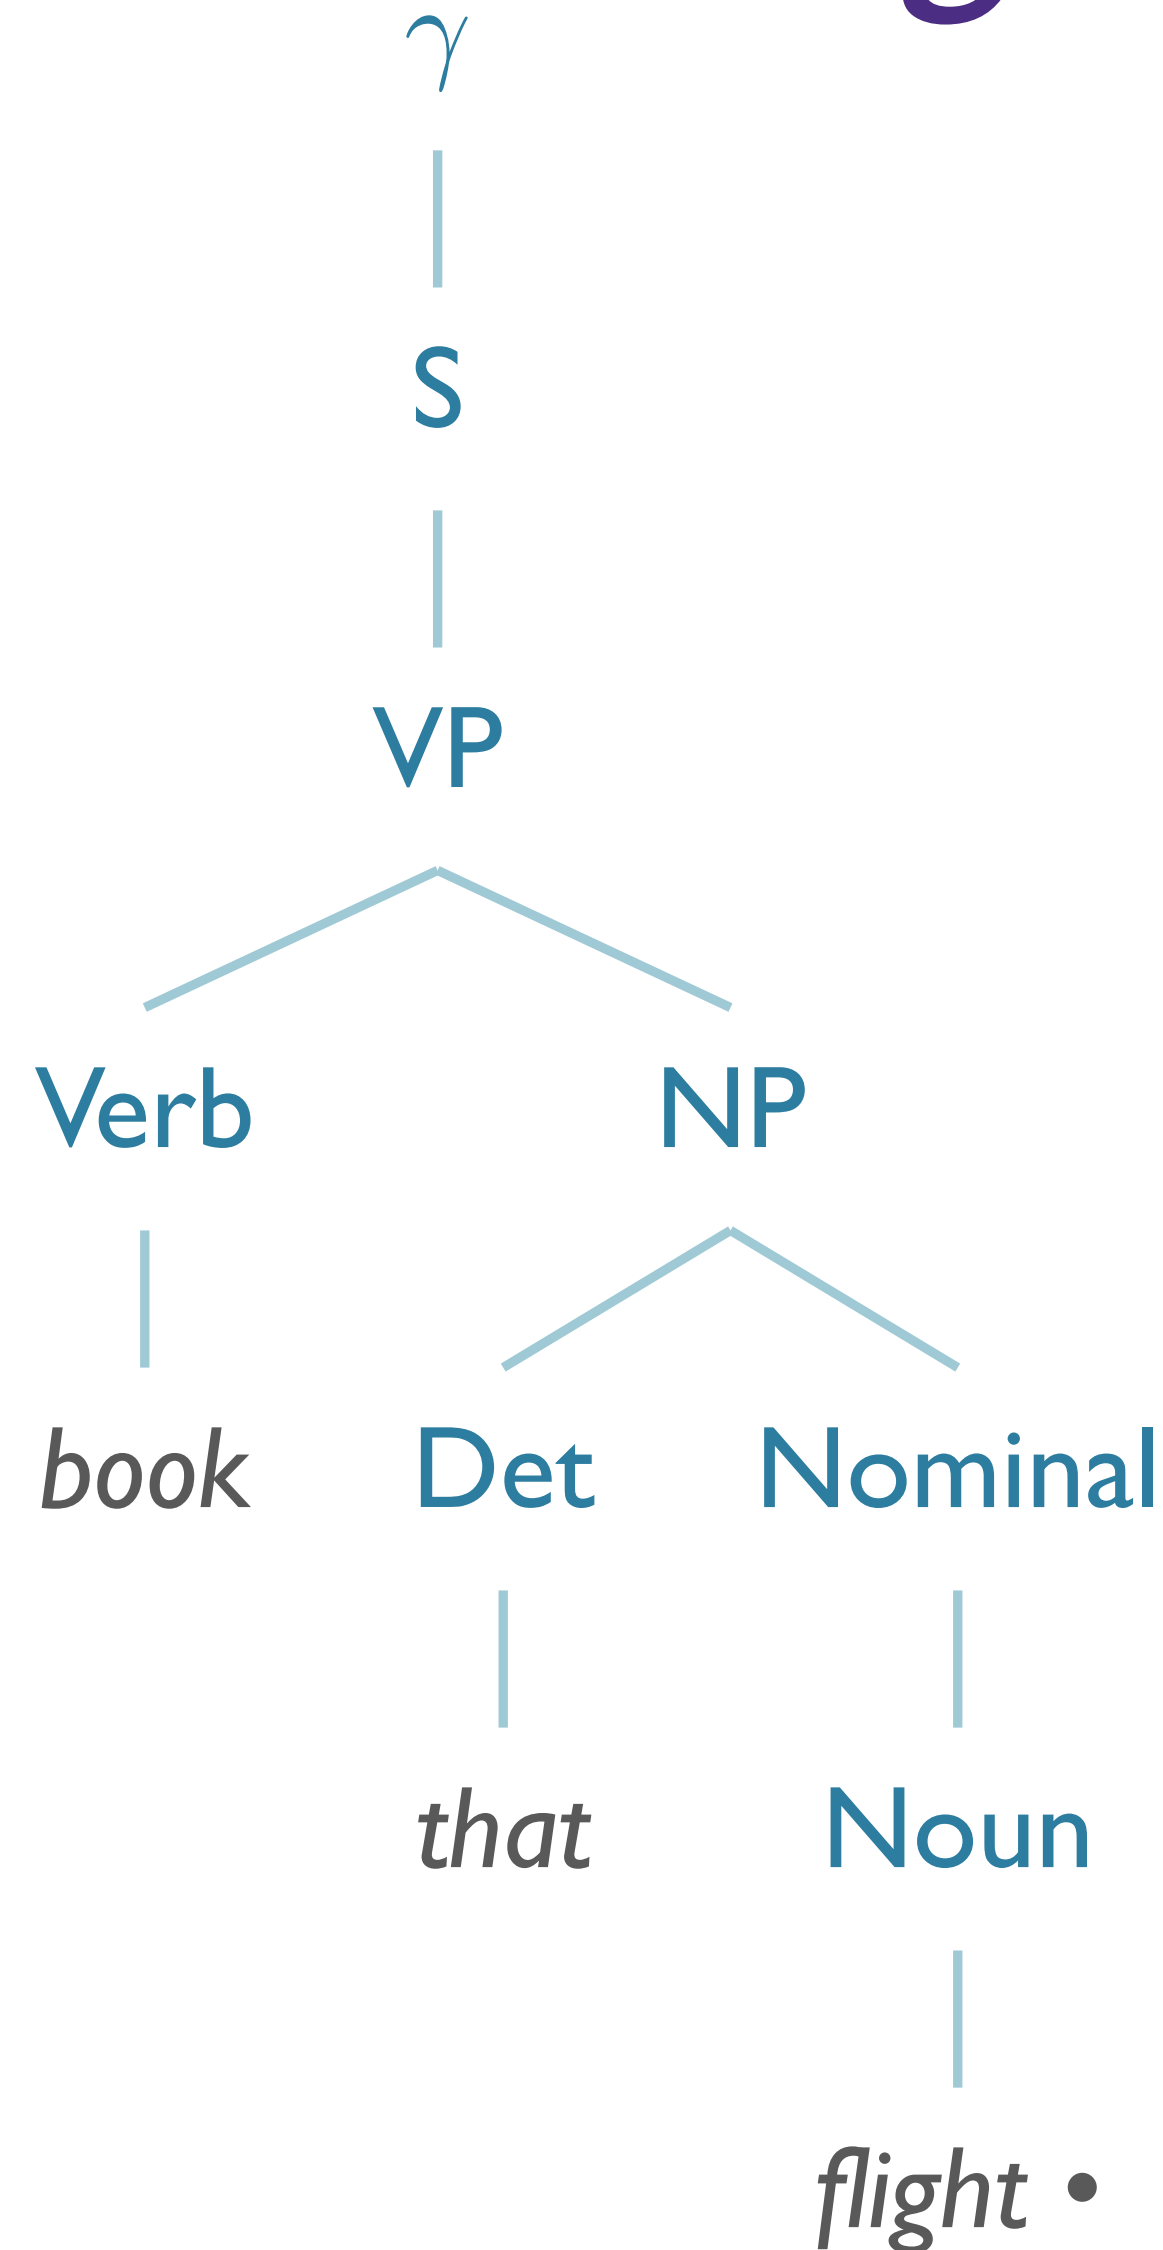 γ
S
VP
Verb NP
book Det Nominal
that Noun
flight •